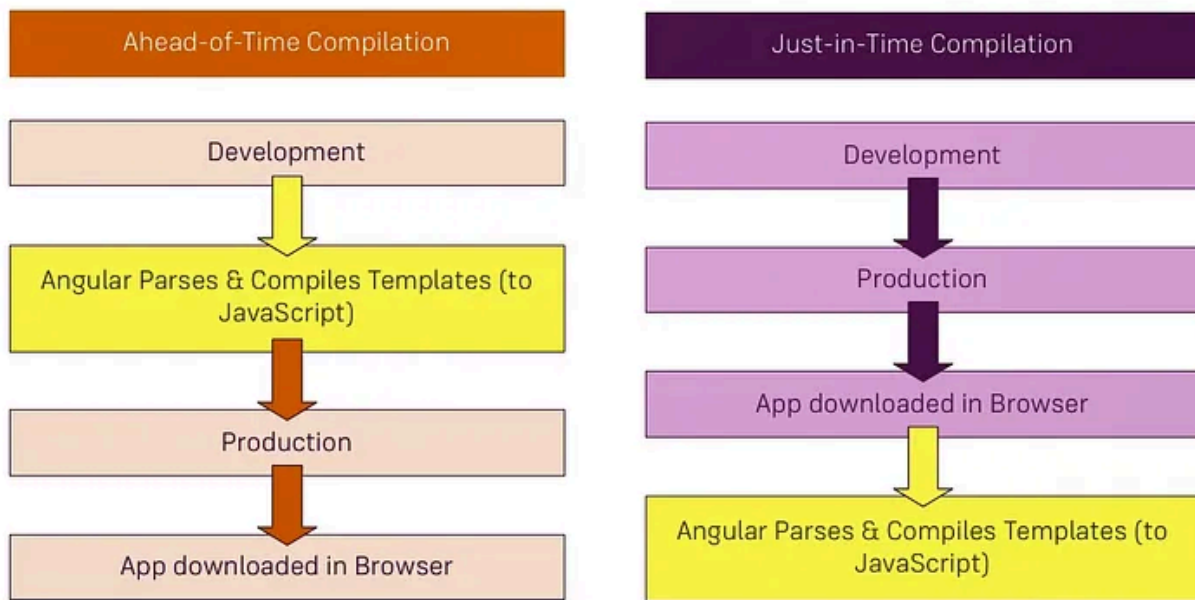 Ahead-of-Time Compilation
Development
Angular Parses & Compiles Templates (to
JavaScript)
Production
App downloaded in Browser
Just-in-Time Compilation
Development
Production
App downloaded in Browser
Angular Parses & Compiles Templates (to
JavaScript)